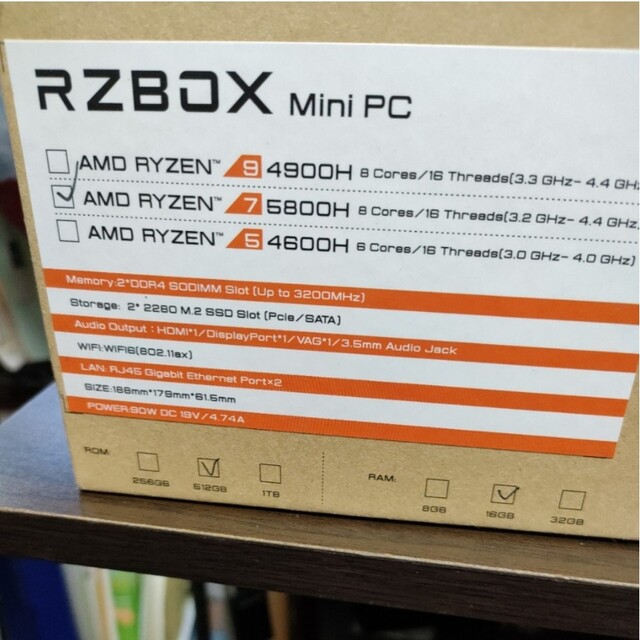 RZBOX Mini PC
AMD RYZEN™ 9 4900H 8 Cores/16 Threads(3.3 GHz- 4.4 GHz
AMD RYZEN™ 7 5800H 8 Cores/16 Threads(3.2 GHz- 4.4 GHz
AMD RYZEN™ 5 4600H 6 Cores/16 Threads(3.0 GHz- 4.0 GHz)
Memory:2*DDR4 SODIMM Slot (Up to 3200MHz)
Storage: 2* 2280 M.2 SSD Slot (Pcie/SATA)
Audio Output : HDMI*1/DisplayPort*1/VAG*1/3.5mm Audio Jack
WIFI:WIFI6(802.11ax)
LAN: RJ45 Gigabit Ethernet Port×2
SIZE:188mm*179mm*61.5mm
POWER:90W DC 19V/4.74A
ROM: 256GB 512GB 1TB RAM: 8GB 16GB 32GB